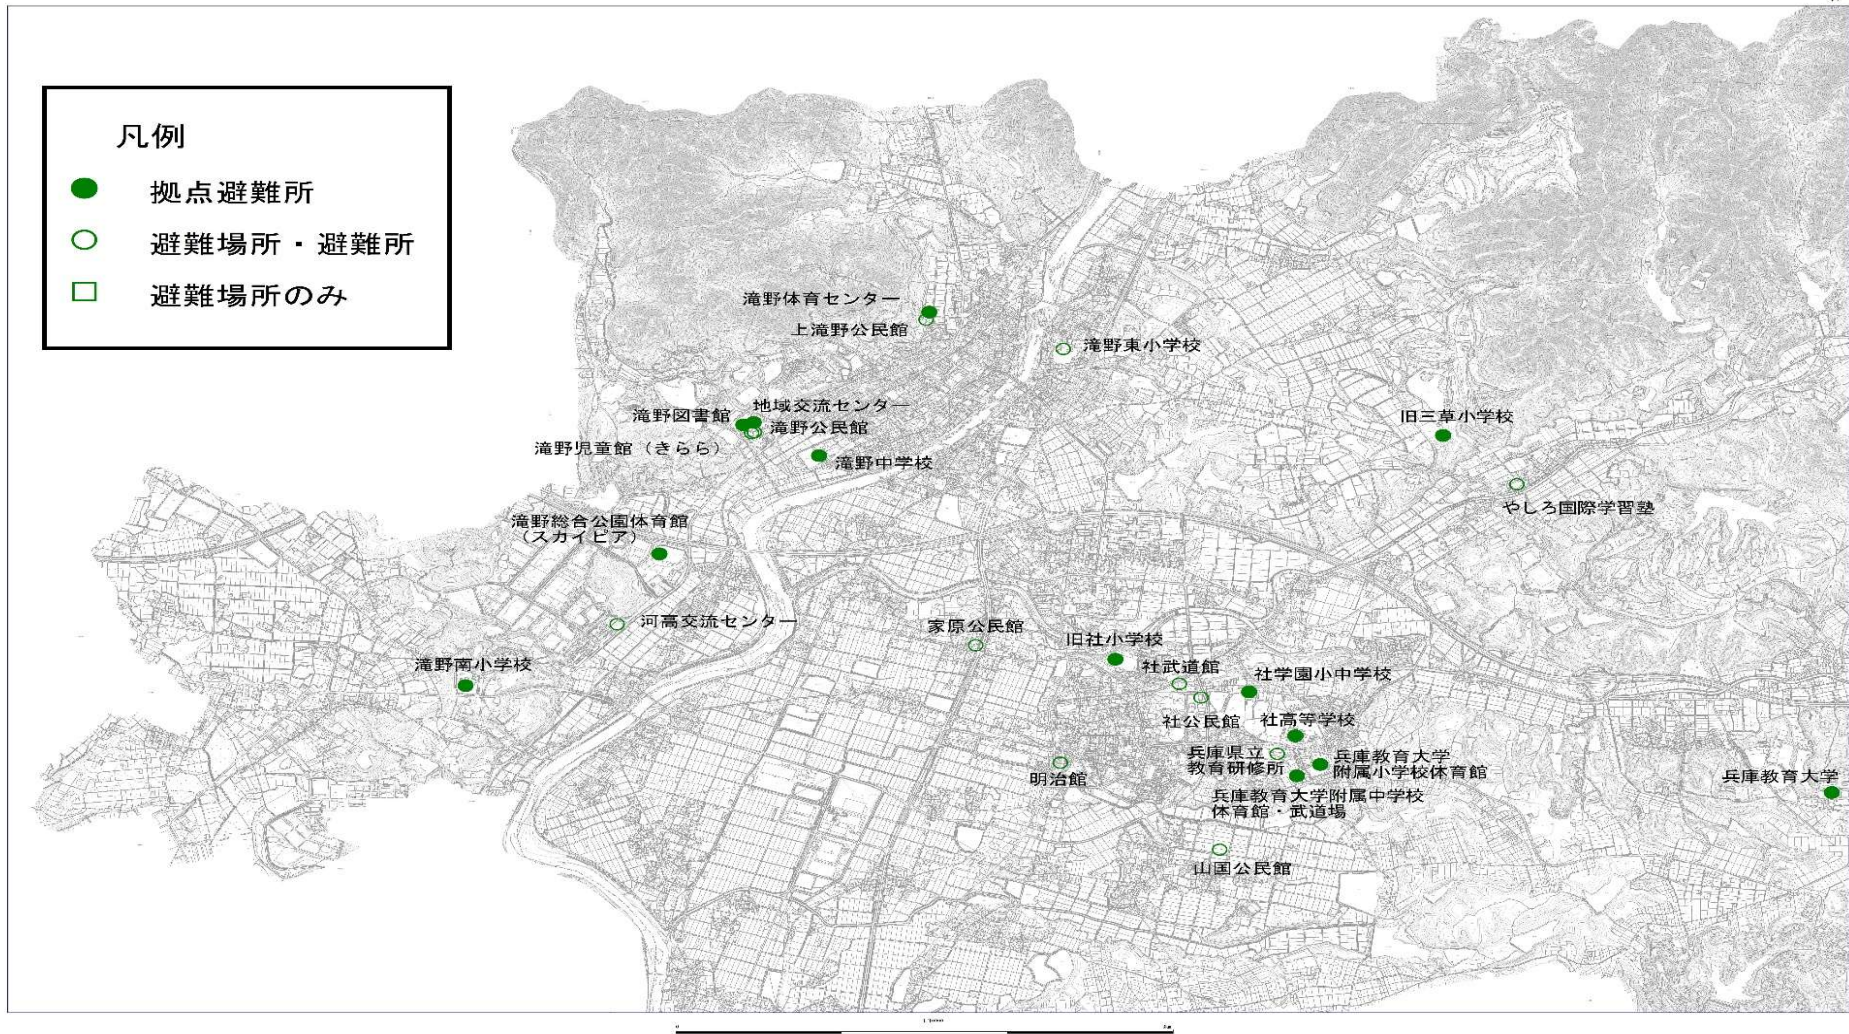 凡例
拠点避難所
避難場所・避難所
避難場所のみ
滝野体育センター
上滝野公民館
滝野東小学校
地域交流センター
滝野図書館
滝野公民館
滝野児童館（きらら）
滝野中学校
旧三草小学校
やしろ国際学習塾
滝野総合公園体育館
（スカイピア）
河高交流センター
家原公民館
旧社小学校
滝野南小学校
社武道館
社学園小中学校
社公民館
社高等学校
兵庫県立
教育研修所
兵庫教育大学
附属小学校体育館
明治館
兵庫教育大学
兵庫教育大学附属中学校
体育館・武道場
山国公民館